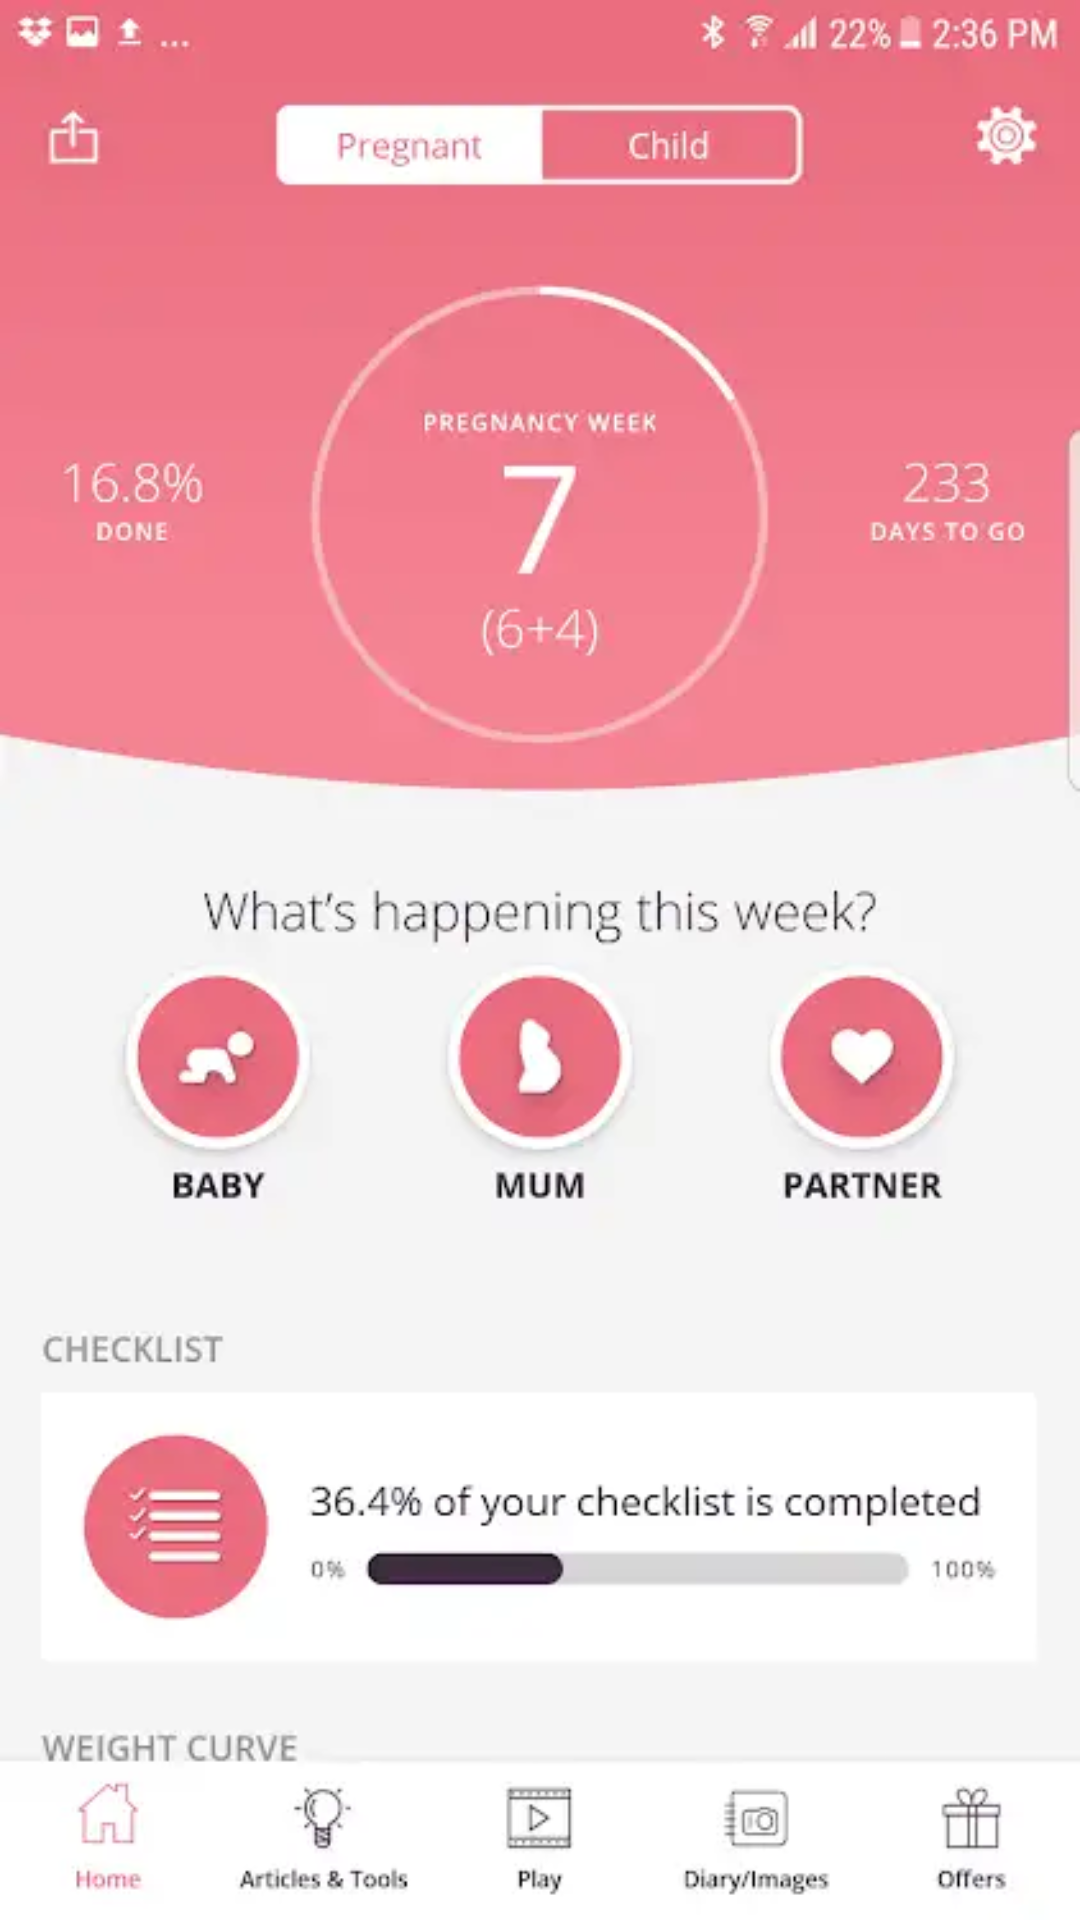 ... 22% 2:36 PM
Pregnant Child
PREGNANCY WEEK
7
(6+4)
16.8%
DONE
233
DAYS TO GO
What's happening this week?
BABY MUM PARTNER
CHECKLIST
36.4% of your checklist is completed
0% 100%
WEIGHT CURVE
Home Articles & Tools Play Diary/Images Offers